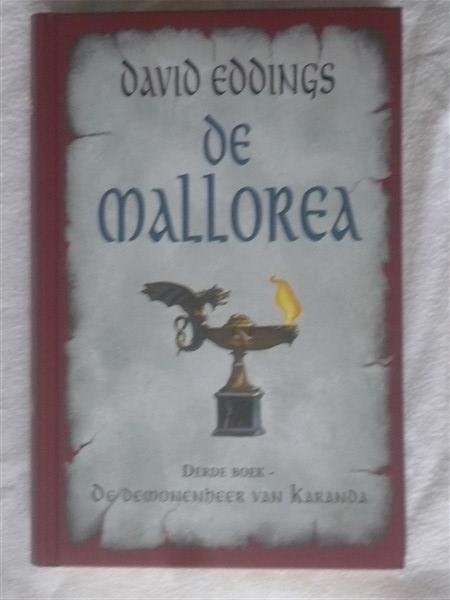 DAVID EDDINGS
DE
MALLOREA
DERDE BOEK -
DE DEMONENHEER VAN KARANDA